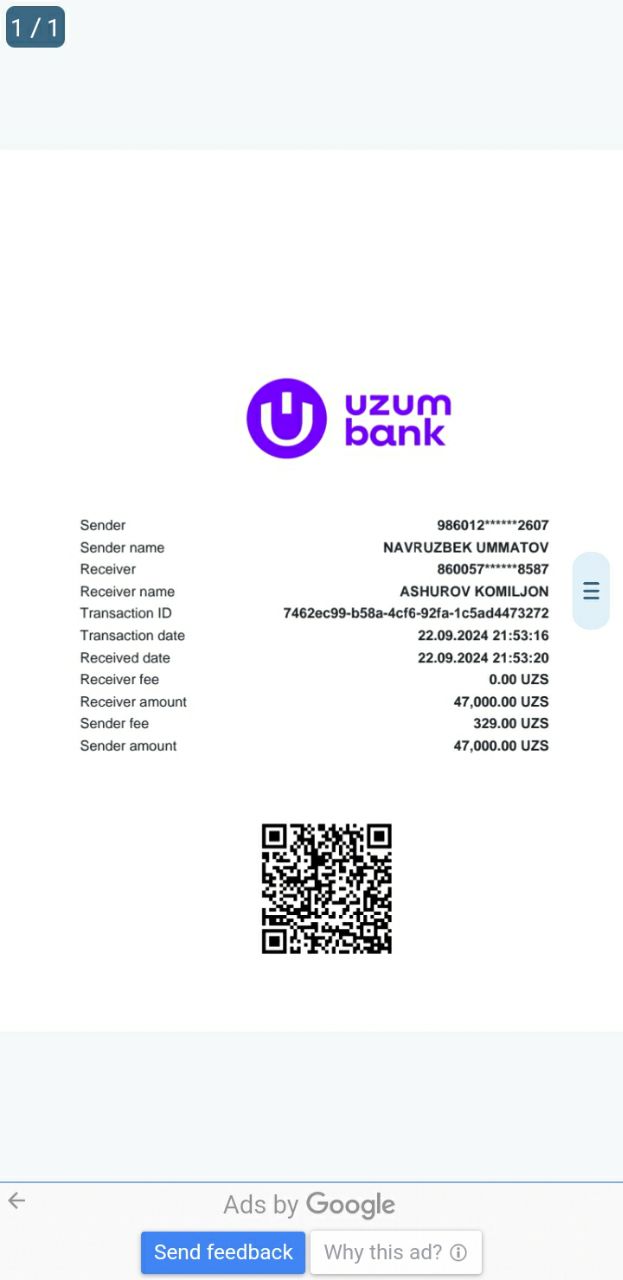 1 / 1
uzum
bank
Sender 986012******2607
Sender name NAVRUZBEK UMMATOV
Receiver 860057******8587
Receiver name ASHUROV KOMILJON
Transaction ID 7462ec99-b58a-4cf6-92fa-1c5ad4473272
Transaction date 22.09.2024 21:53:16
Received date 22.09.2024 21:53:20
Receiver fee 0.00 UZS
Receiver amount 47,000.00 UZS
Sender fee 329.00 UZS
Sender amount 47,000.00 UZS
Ads by Google
Send feedback Why this ad?